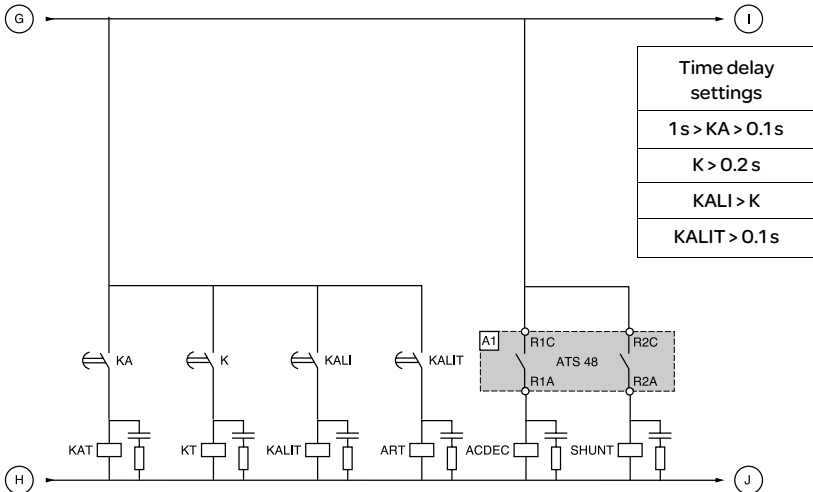 G
I
Time delay
settings
1 s > KA > 0.1 s
K > 0.2 s
KALI > K
KALIT > 0.1 s
A1
R1C
R2C
KA
K
KALI
KALIT
ATS 48
R1A
R2A
KAT
KT
KALIT
ART
ACDEC
SHUNT
H
J